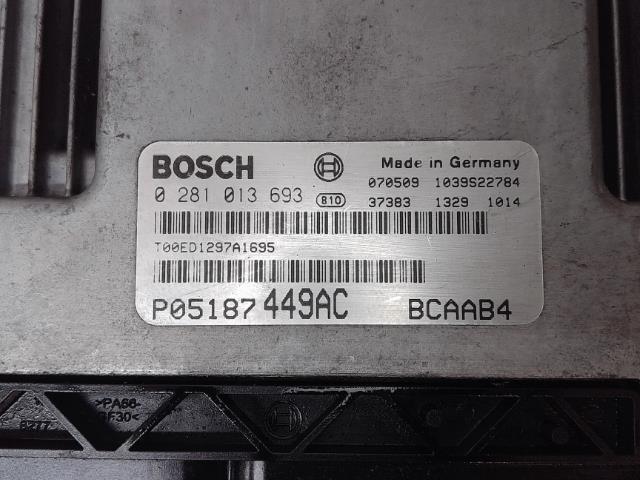 BOSCH Made in Germany
0 281 013 693 810 070509 1039S22784
37383 1329 1014
T00ED1297A1695
P05187449AC BCAAB4
>PA66-
GF30<